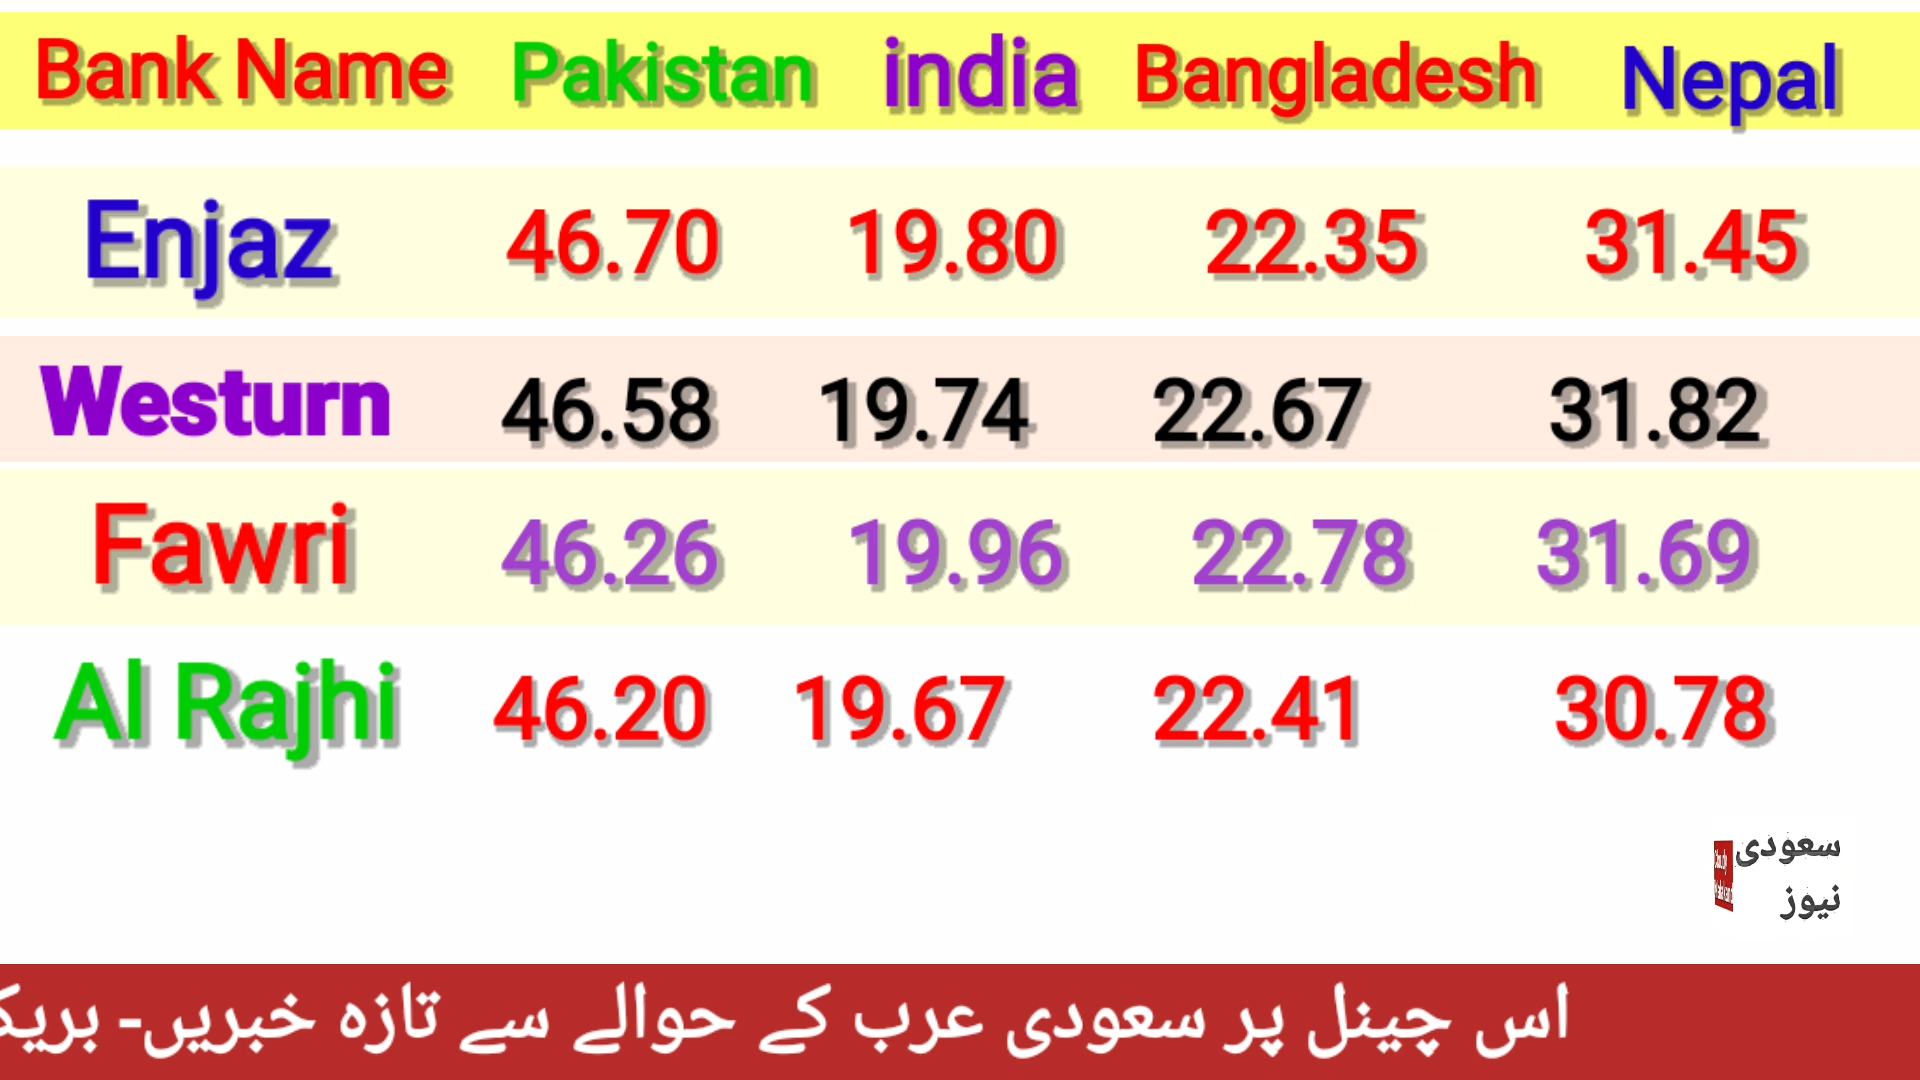 Bank Name Pakistan india Bangladesh Nepal
Enjaz 46.70 19.80 22.35 31.45
Westurn 46.58 19.74 22.67 31.82
Fawri 46.26 19.96 22.78 31.69
Al Rajhi 46.20 19.67 22.41 30.78
سعودی
نیوز
اس چینل پر سعودی عرب کے حوالے سے تازہ خبریں- بریک